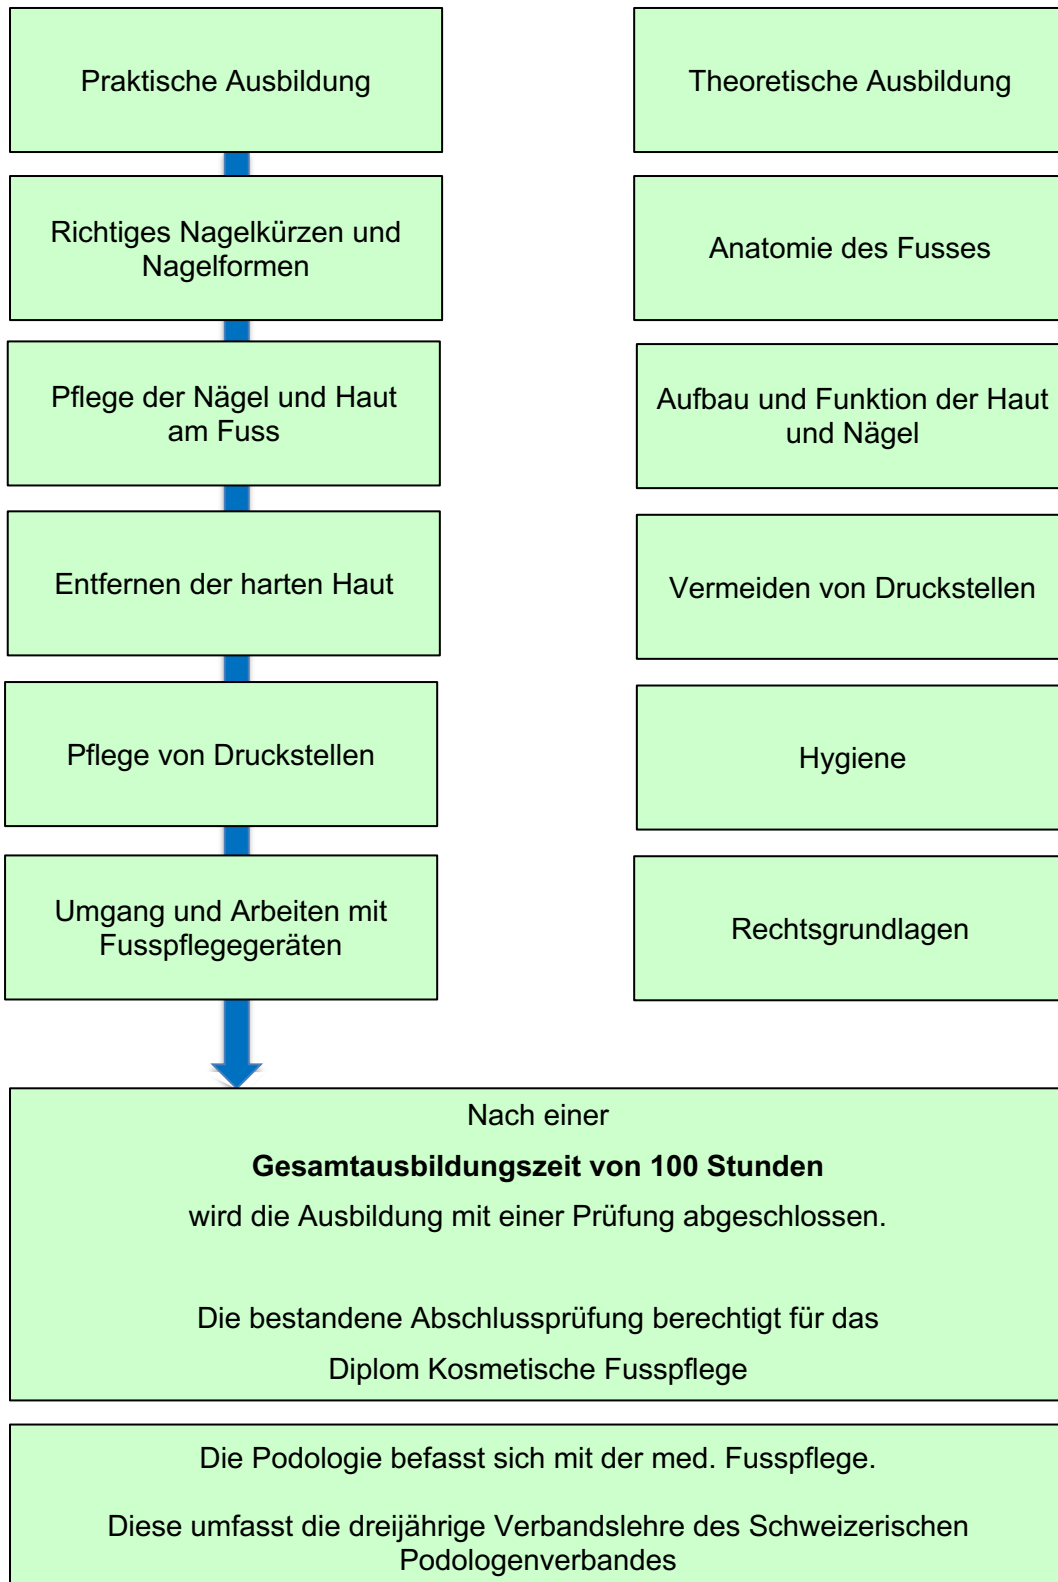 Praktische Ausbildung
Theoretische Ausbildung
Richtiges Nagelkürzen und
Nagelformen
Anatomie des Fusses
Pflege der Nägel und Haut
am Fuss
Aufbau und Funktion der Haut
und Nägel
Entfernen der harten Haut
Vermeiden von Druckstellen
Pflege von Druckstellen
Hygiene
Umgang und Arbeiten mit
Fusspflegegeräten
Rechtsgrundlagen
Nach einer
Gesamtausbildungszeit von 100 Stunden
wird die Ausbildung mit einer Prüfung abgeschlossen.
Die bestandene Abschlussprüfung berechtigt für das
Diplom Kosmetische Fusspflege
Die Podologie befasst sich mit der med. Fusspflege.
Diese umfasst die dreijährige Verbandslehre des Schweizerischen
Podologenverbandes